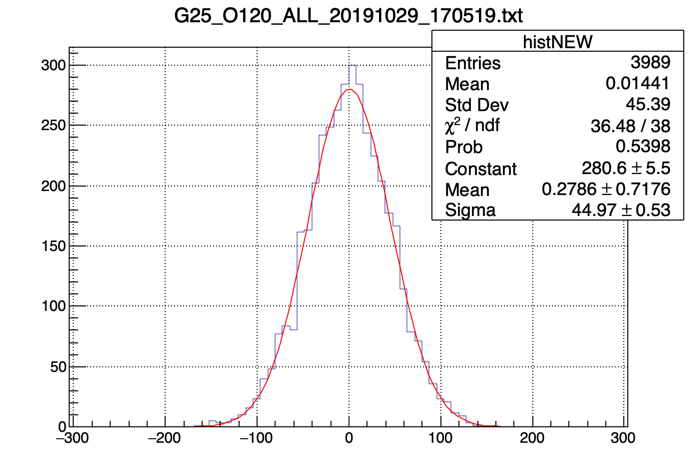 G25_O120_ALL_20191029_170519.txt
histNEW
Entries 3989
Mean 0.01441
Std Dev 45.39
χ² / ndf 36.48 / 38
Prob 0.5398
Constant 280.6 ± 5.5
Mean 0.2786 ± 0.7176
Sigma 44.97 ± 0.53
300
250
200
150
100
50
0
−300 −200 −100 0 100 200 300